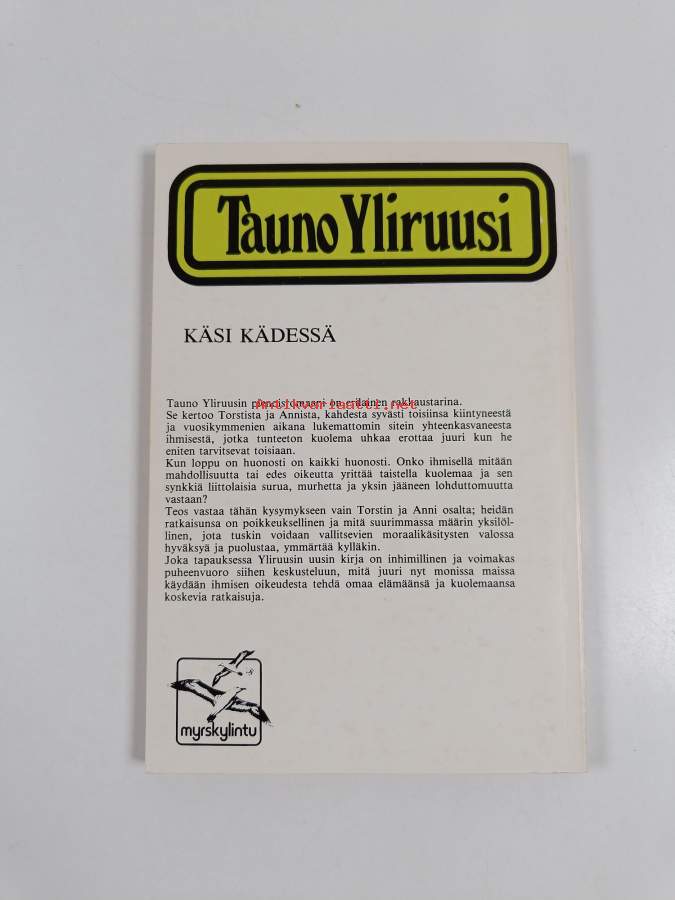 Tauno Yliruusi
KÄSI KÄDESSÄ
Tauno Yliruusin pienoisromaani on erilainen rakkaustarina.
Antikvariaatti.net
Se kertoo Torstista ja Annista, kahdesta syvästi toisiinsa kiintyneestä
ja vuosikymmenien aikana lukemattomin sitein yhteenkasvaneesta
ihmisestä, jotka tunteeton kuolema uhkaa erottaa juuri kun he
eniten tarvitsevat toisiaan.
Kun loppu on huonosti on kaikki huonosti. Onko ihmisellä mitään
mahdollisuutta tai edes oikeutta yrittää taistella kuolemaa ja sen
synkkiä liittolaisia surua, murhetta ja yksin jääneen lohduttomuutta
vastaan?
Teos vastaa tähän kysymykseen vain Torstin ja Anni osalta; heidän
ratkaisunsa on poikkeuksellinen ja mitä suurimmassa määrin yksilöl-
linen, jota tuskin voidaan vallitsevien moraalikäsitysten valossa
hyväksyä ja puolustaa, ymmärtää kylläkin.
Joka tapauksessa Yliruusin uusin kirja on inhimillinen ja voimakas
puheenvuoro siihen keskusteluun, mitä juuri nyt monissa maissa
käydään ihmisen oikeudesta tehdä omaa elämäänsä ja kuolemaansa
koskevia ratkaisuja.
myrskylintu